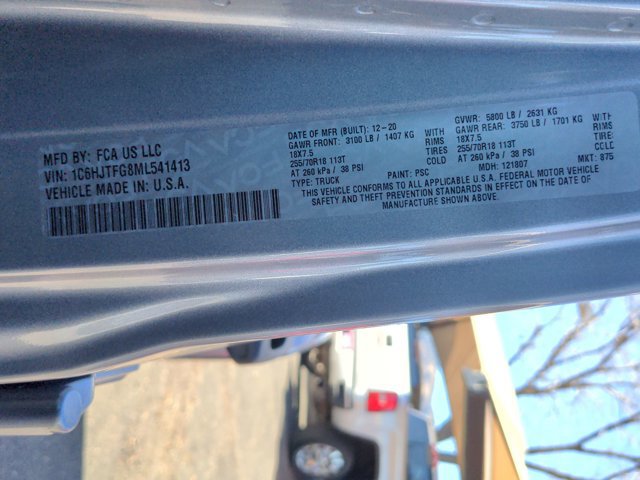 MFD BY: FCA US LLC
VIN: 1C6HJTFG8ML541413
VEHICLE MADE IN: U.S.A.
DATE OF MFR (BUILT): 12-20
GAWR FRONT: 3100 LB / 1407 KG WITH
18X7.5 RIMS
255/70R18 113T TIRES
AT 260 kPa / 38 PSI COLD
GVWR: 5800 LB / 2631 KG
GAWR REAR: 3750 LB / 1701 KG WITH
18X7.5 RIMS
255/70R18 113T TIRES
AT 260 kPa / 38 PSI COLD
MDH: 121807 MKT: 875
TYPE: TRUCK PAINT: PSC
THIS VEHICLE CONFORMS TO ALL APPLICABLE U.S.A. FEDERAL MOTOR VEHICLE
SAFETY AND THEFT PREVENTION STANDARDS IN EFFECT ON THE DATE OF
MANUFACTURE SHOWN ABOVE.